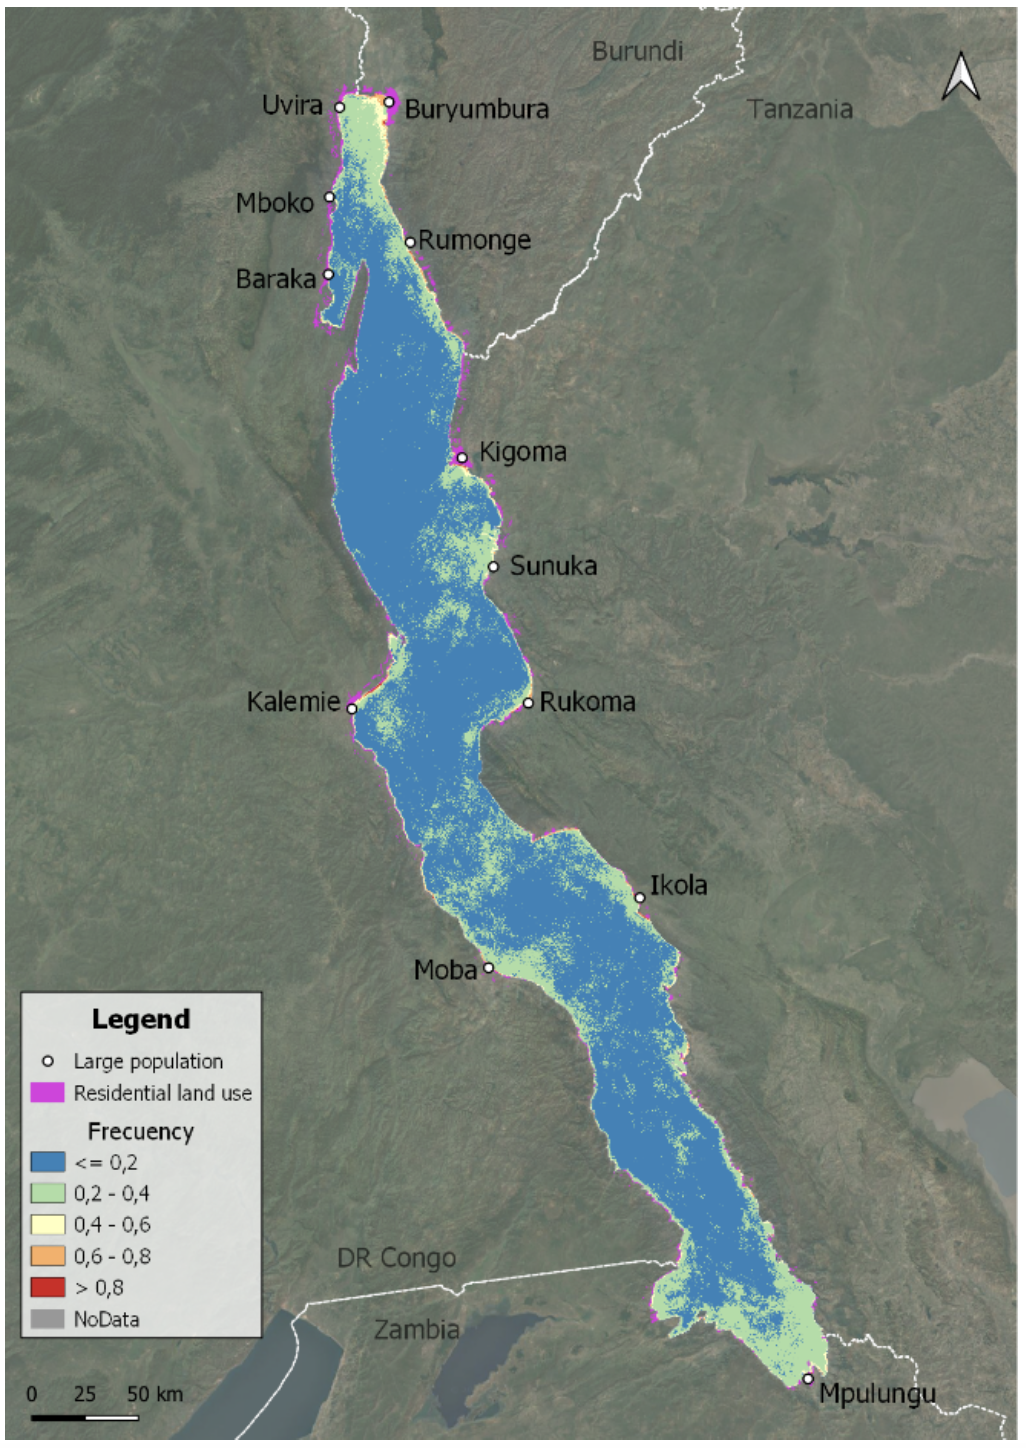 Burundi
Tanzania
Uvira
Buryumbura
Mboko
Rumonge
Baraka
Kigoma
Sunuka
Kalemie
Rukoma
Ikola
Moba
DR Congo
Zambia
Mpulungu
Legend
Large population
Residential land use
Frecuency
<= 0,2
0,2 - 0,4
0,4 - 0,6
0,6 - 0,8
> 0,8
NoData
0 25 50 km